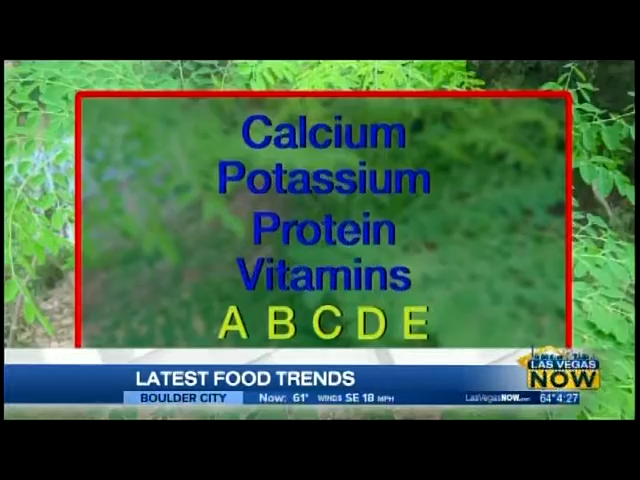 Calcium
Potassium
Protein
Vitamins
A B C D E
LATEST FOOD TRENDS
LAS VEGAS
NOW
BOULDER CITY Now: 61° WINDS SE 18 MPH LasVegasNOW.com 64° 4:27